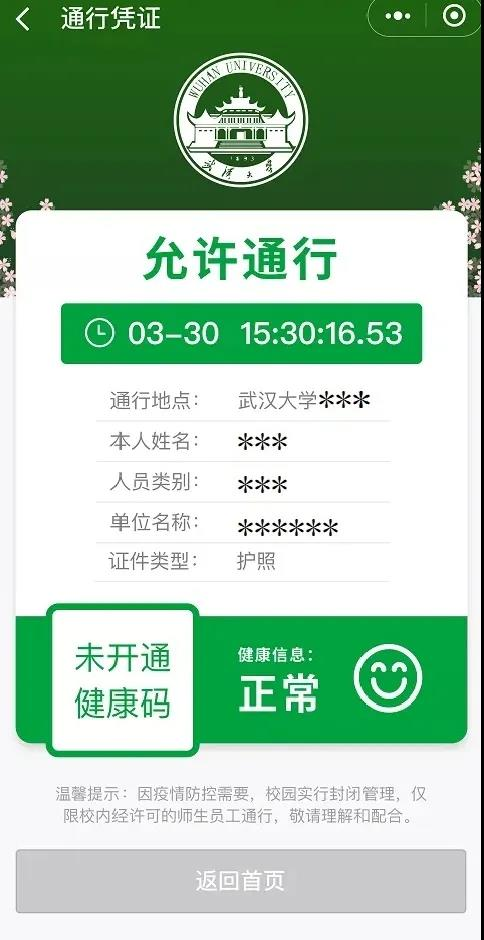 通行凭证
WUHAN UNIVERSITY
1893
武汉大学
允许通行
03-30 15:30:16.53
通行地点： 武汉大学***
本人姓名： ***
人员类别： ***
单位名称： ******
证件类型： 护照
未开通
健康码
健康信息：
正常
温馨提示：因疫情防控需要，校园实行封闭管理，仅
限校内经许可的师生员工通行，敬请理解和配合。
返回首页